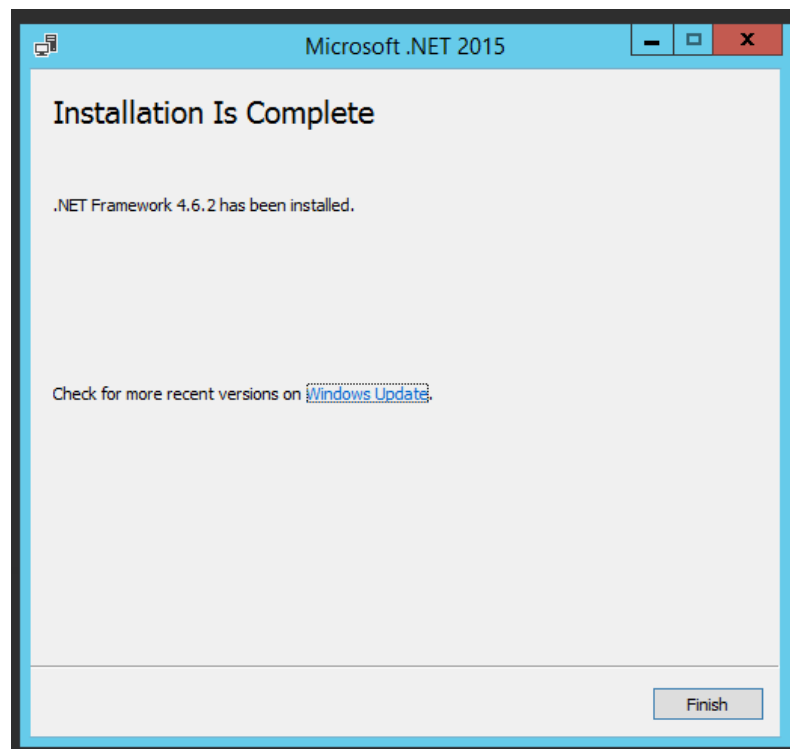 Microsoft .NET 2015
Installation Is Complete
.NET Framework 4.6.2 has been installed.
Check for more recent versions on Windows Update.
Finish